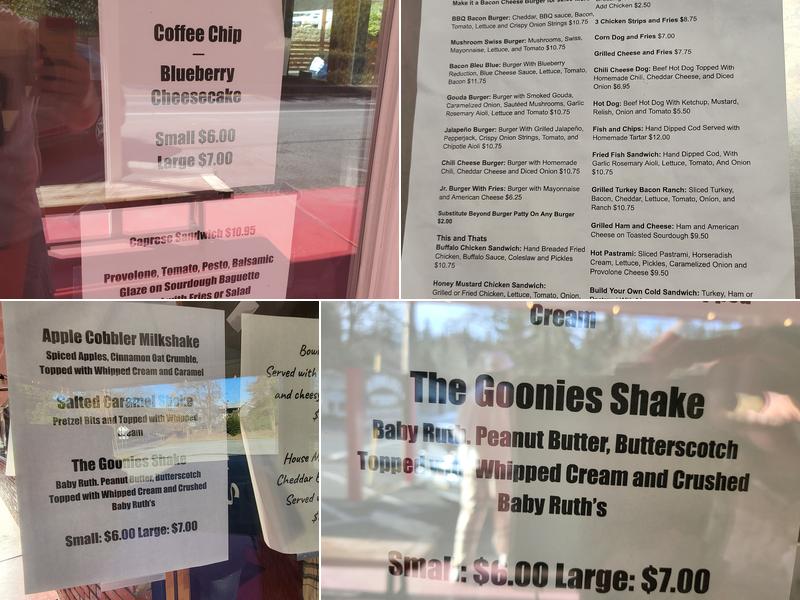 Coffee Chip
—
Blueberry
Cheesecake
Small $6.00
Large $7.00
Caprese Sandwich $10.95
Provolone, Tomato, Pesto, Balsamic
Glaze on Sourdough Baguette
with Fries or Salad
Make it a Bacon Cheese Burger for
BBQ Bacon Burger: Cheddar, BBQ sauce, Bacon,
Tomato, Lettuce and Crispy Onion Strings $10.75
Mushroom Swiss Burger: Mushrooms, Swiss,
Mayonnaise, Lettuce, and Tomato $10.75
Bacon Bleu Blue: Burger With Blueberry
Reduction, Blue Cheese Sauce, Lettuce, Tomato,
Bacon $11.75
Gouda Burger: Burger with Smoked Gouda,
Caramelized Onion, Sautéed Mushrooms, Garlic
Rosemary Aioli, Lettuce and Tomato $10.75
Jalapeño Burger: Burger With Grilled Jalapeño,
Pepperjack, Crispy Onion Strings, Tomato, and
Chipotle Aioli $10.75
Chili Cheese Burger: Burger with Homemade
Chili, Cheddar Cheese and Diced Onion $10.75
Jr. Burger With Fries: Burger with Mayonnaise
and American Cheese $6.25
Substitute Beyond Burger Patty On Any Burger
$2.00
This and Thats
Buffalo Chicken Sandwich: Hand Breaded Fried
Chicken, Buffalo Sauce, Coleslaw and Pickles
$10.75
Honey Mustard Chicken Sandwich:
Grilled or Fried Chicken, Lettuce, Tomato, Onion,
Add Chicken $2.50
3 Chicken Strips and Fries $8.75
Corn Dog and Fries $7.00
Grilled Cheese and Fries $7.75
Chili Cheese Dog: Beef Hot Dog Topped With
Homemade Chili, Cheddar Cheese, and Diced
Onion $6.95
Hot Dog: Beef Hot Dog With Ketchup, Mustard,
Relish, Onion and Tomato $5.50
Fish and Chips: Hand Dipped Cod Served with
Homemade Tartar $12.00
Fried Fish Sandwich: Hand Dipped Cod, With
Garlic Rosemary Aioli, Lettuce, Tomato, And Onion
$10.75
Grilled Turkey Bacon Ranch: Sliced Turkey,
Bacon, Cheddar, Lettuce, Tomato, Onion, and
Ranch $10.75
Grilled Ham and Cheese: Ham and American
Cheese on Toasted Sourdough $9.50
Hot Pastrami: Sliced Pastrami, Horseradish
Cream, Lettuce, Pickles, Caramelized Onion and
Provolone Cheese $9.50
Build Your Own Cold Sandwich: Turkey, Ham or
Apple Cobbler Milkshake
Spiced Apples, Cinnamon Oat Crumble,
Topped with Whipped Cream and Caramel
Salted Caramel Shake
Pretzel Bits and Topped with Whipped
Cream
The Goonies Shake
Baby Ruth, Peanut Butter, Butterscotch
Topped with Whipped Cream and Crushed
Baby Ruth's
Small: $6.00 Large: $7.00
Served with
and cheesy
House
Cheddar
Served
Cream
The Goonies Shake
Baby Ruth, Peanut Butter, Butterscotch
Topped with Whipped Cream and Crushed
Baby Ruth's
Small: $6.00 Large: $7.00